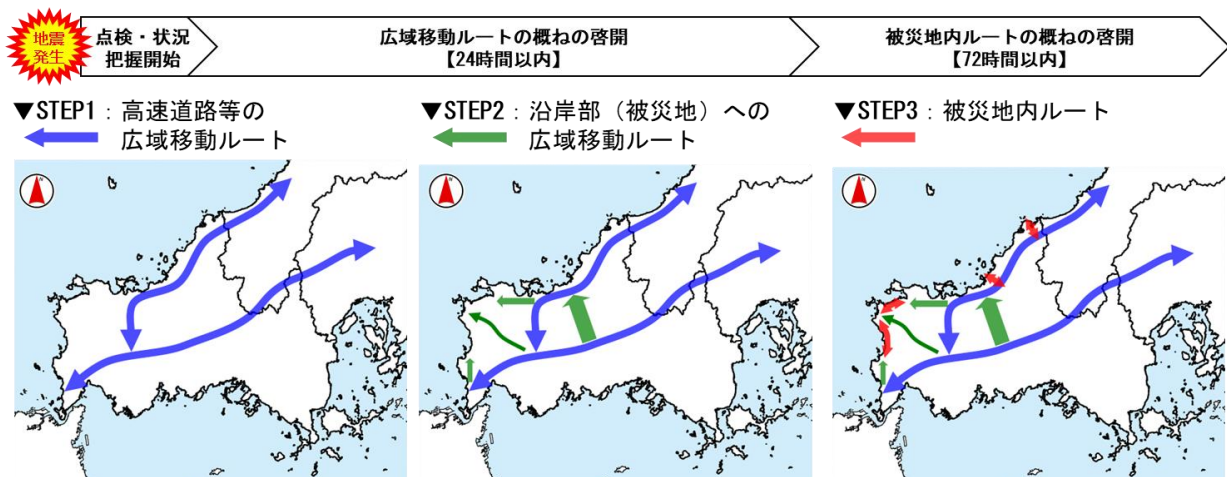 地震
発生
点検・状況
把握開始
広域移動ルートの概ねの啓開
【24時間以内】
被災地内ルートの概ねの啓開
【72時間以内】
▼STEP1：高速道路等の
広域移動ルート
▼STEP2：沿岸部（被災地）への
広域移動ルート
▼STEP3：被災地内ルート
N
N
N